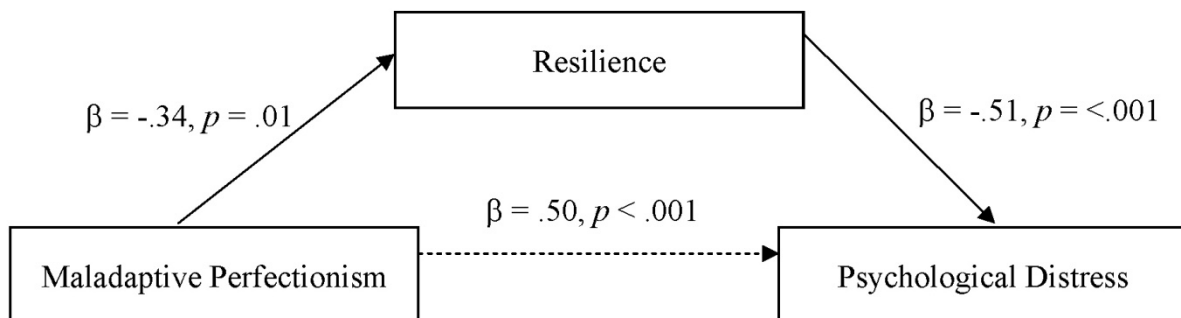 Resilience
β = -.34, p = .01
β = -.51, p = <.001
β = .50, p < .001
Maladaptive Perfectionism
Psychological Distress